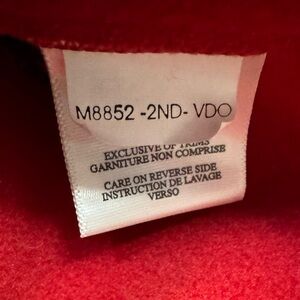 M8852 -2ND- VDO
EXCLUSIVE OF TRIMS
GARNITURE NON COMPRISE
CARE ON REVERSE SIDE
INSTRUCTION DE LAVAGE
VERSO